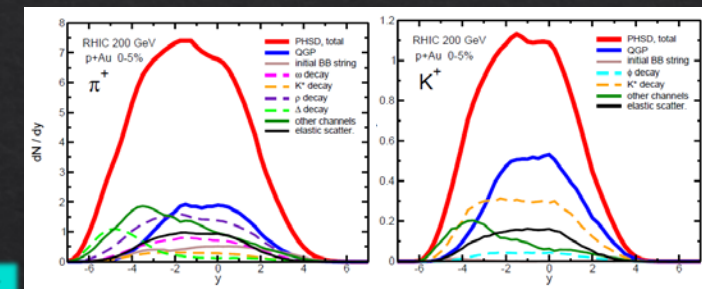 RHIC 200 GeV
p+Au 0-5%
π⁺
PHSD, total
QGP
initial BB string
ω decay
K* decay
ρ decay
Δ decay
other channels
elastic scatter.
dN / dy
8
7
6
5
4
3
2
1
0
-6 -4 -2 0 2 4 6
y
RHIC 200 GeV
p+Au 0-5%
K⁺
PHSD, total
QGP
initial BB string
ϕ decay
K* decay
other channels
elastic scatter.
1.2
1
0.8
0.6
0.4
0.2
0
-6 -4 -2 0 2 4 6
y